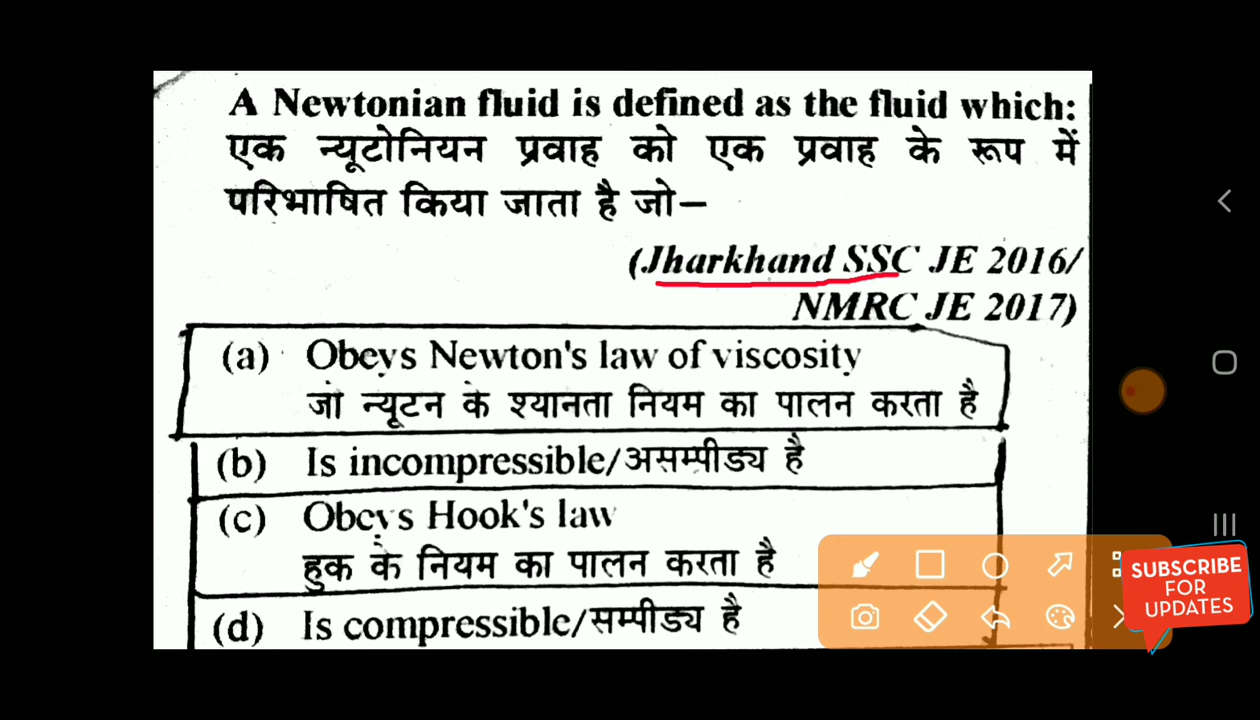 A Newtonian fluid is defined as the fluid which:
एक न्यूटोनियन प्रवाह को एक प्रवाह के रूप में
परिभाषित किया जाता है जो–
(Jharkhand SSC JE 2016/
NMRC JE 2017)
(a) Obeys Newton's law of viscosity
जो न्यूटन के श्यानता नियम का पालन करता है
(b) Is incompressible/असम्पीड्य है
(c) Obeys Hook's law
हुक के नियम का पालन करता है
(d) Is compressible/सम्पीड्य है
SUBSCRIBE
FOR
UPDATES